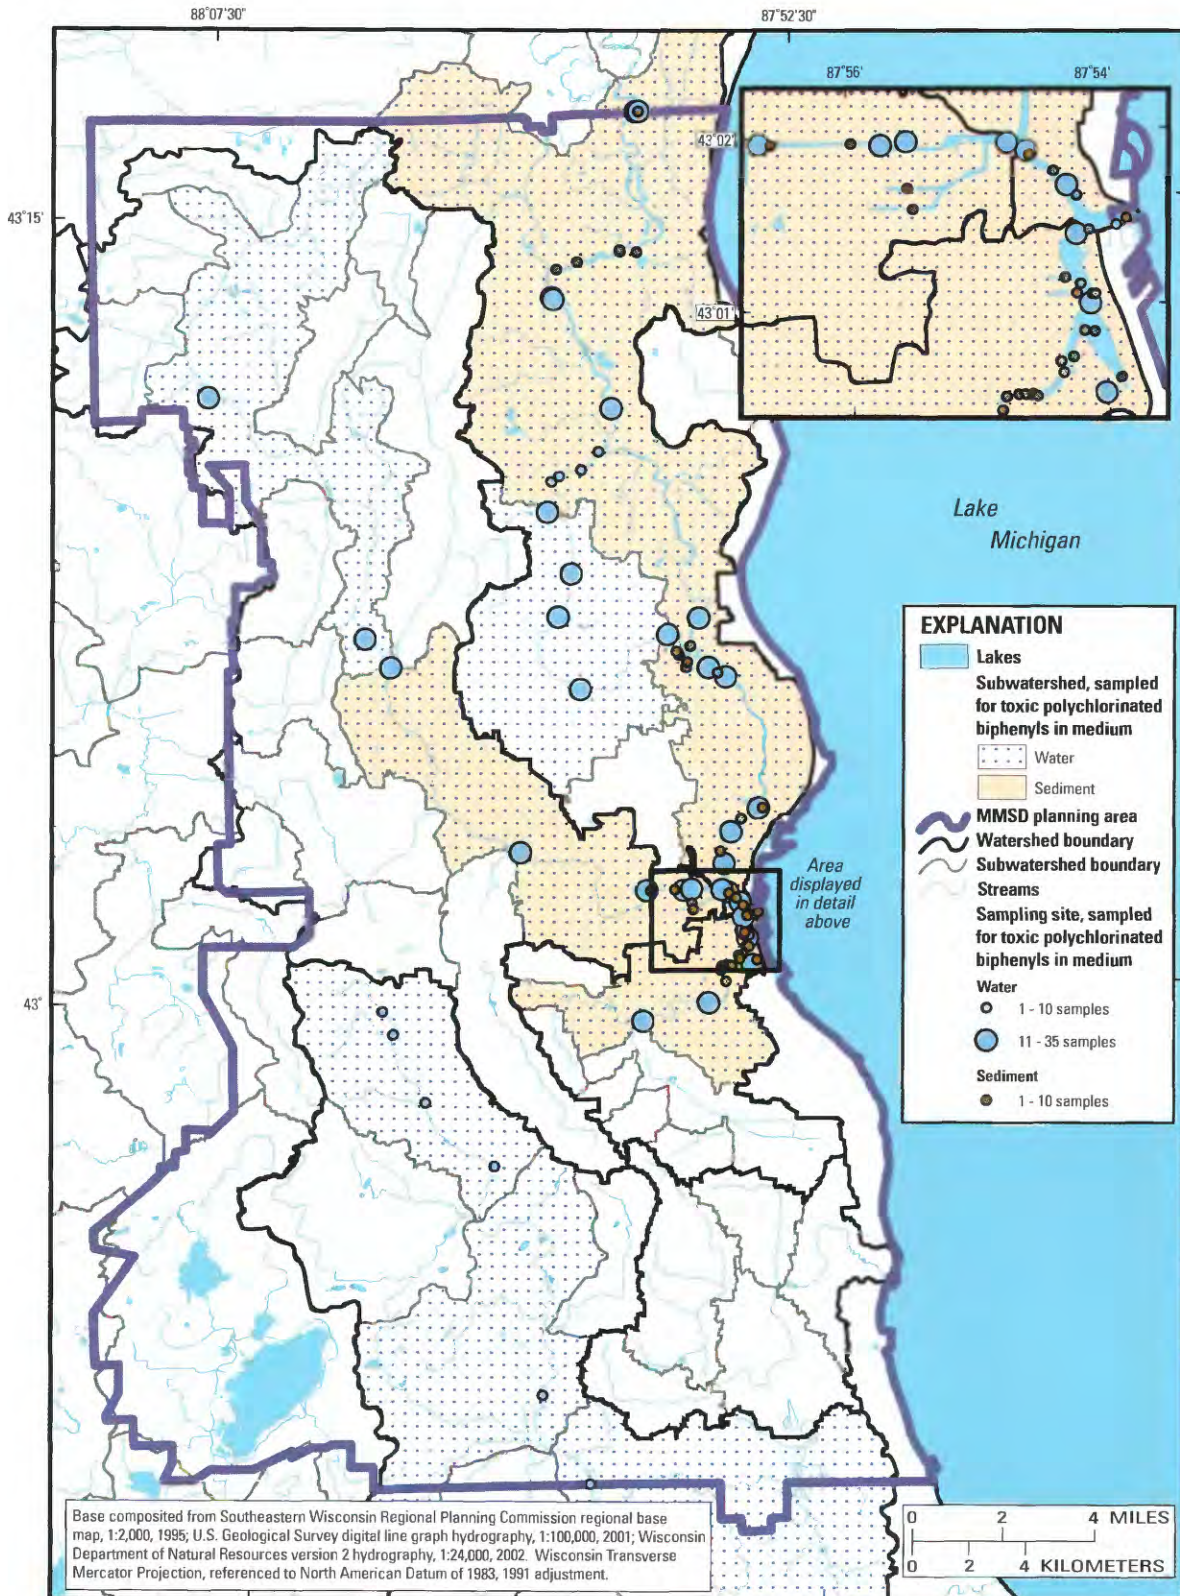 88°07'30"
87°52'30"
87°56'
87°54'
43°02'
43°15'
43°01'
Lake
Michigan
EXPLANATION
Lakes
Subwatershed, sampled
for toxic polychlorinated
biphenyls in medium
Water
Sediment
MMSD planning area
Watershed boundary
Subwatershed boundary
Streams
Sampling site, sampled
for toxic polychlorinated
biphenyls in medium
Water
1 - 10 samples
11 - 35 samples
Sediment
1 - 10 samples
Area
displayed
in detail
above
43°
Base composited from Southeastern Wisconsin Regional Planning Commission regional base
map, 1:2,000, 1995; U.S. Geological Survey digital line graph hydrography, 1:100,000, 2001; Wisconsin
Department of Natural Resources version 2 hydrography, 1:24,000, 2002. Wisconsin Transverse
Mercator Projection, referenced to North American Datum of 1983, 1991 adjustment.
0 2 4 MILES
0 2 4 KILOMETERS